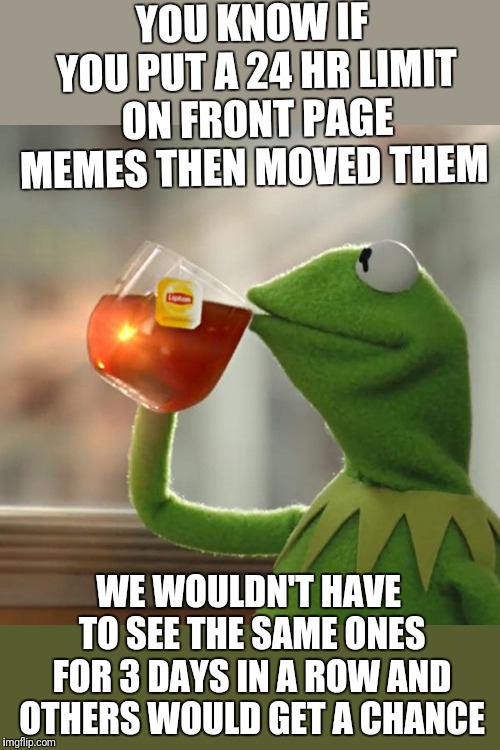 YOU KNOW IF
YOU PUT A 24 HR LIMIT
ON FRONT PAGE
MEMES THEN MOVED THEM
Lipton
WE WOULDN'T HAVE
TO SEE THE SAME ONES
FOR 3 DAYS IN A ROW AND
OTHERS WOULD GET A CHANCE
imgflip.com